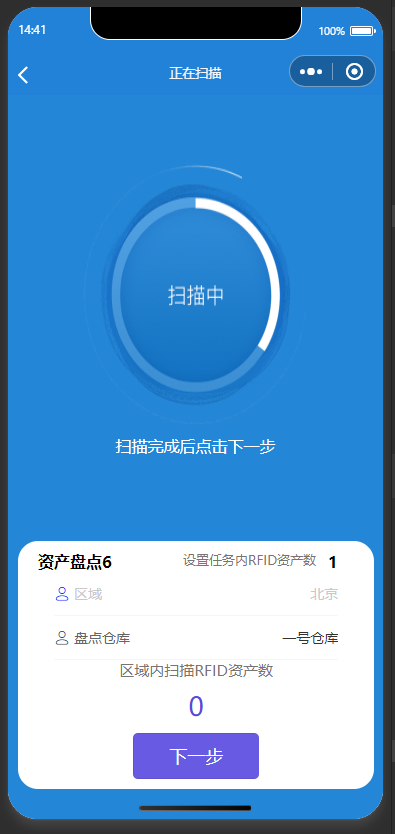 14:41
100%
正在扫描
扫描中
扫描完成后点击下一步
资产盘点6 设置任务内RFID资产数 1
区域 北京
盘点仓库 一号仓库
区域内扫描RFID资产数
0
下一步